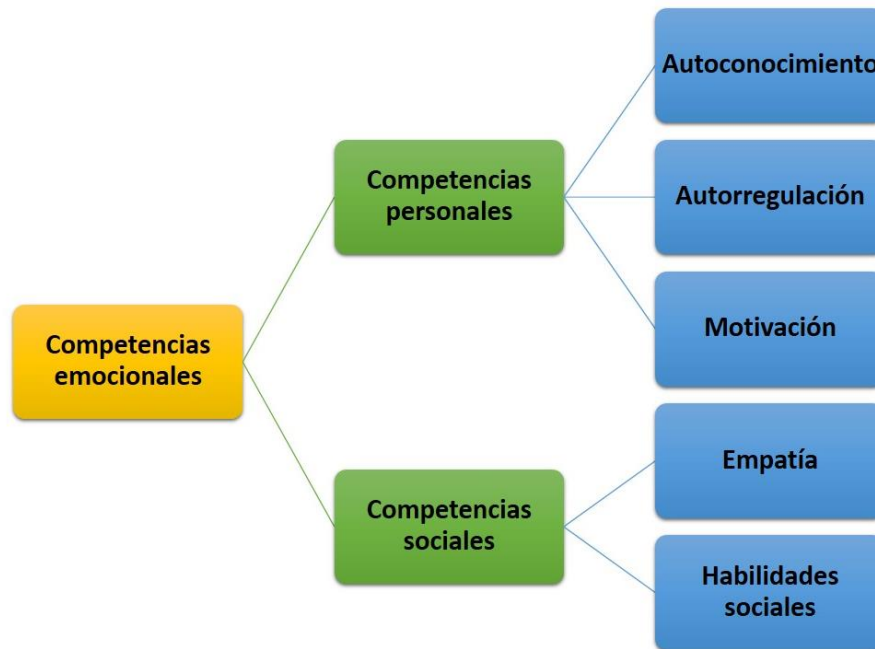 Autoconocimiento
Competencias
personales
Autorregulación
Motivación
Competencias
emocionales
Empatía
Competencias
sociales
Habilidades
sociales